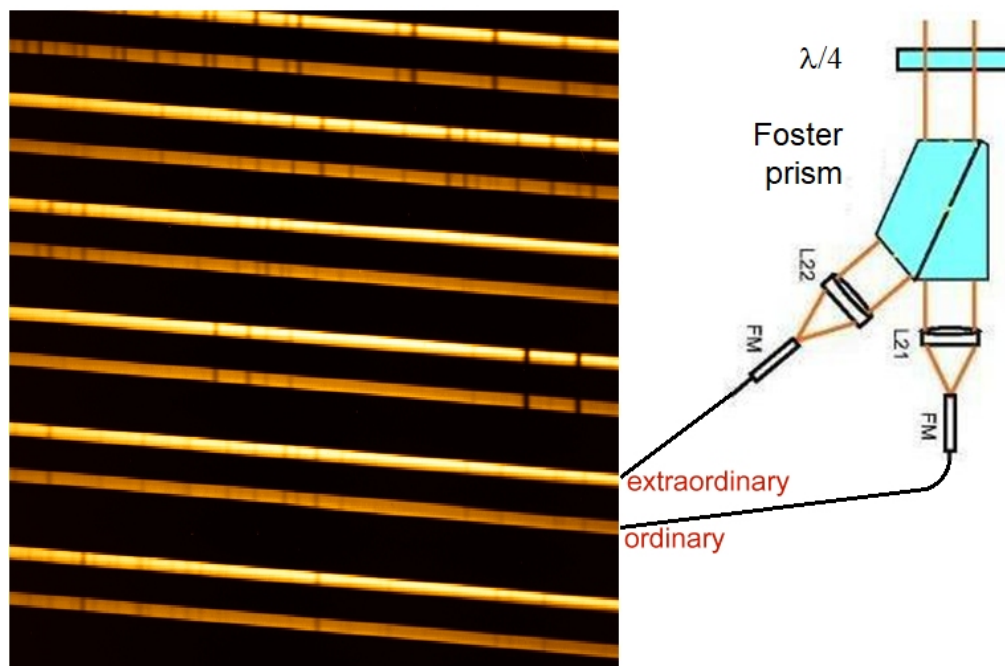 λ/4
Foster
prism
L22
FM
L21
FM
extraordinary
ordinary